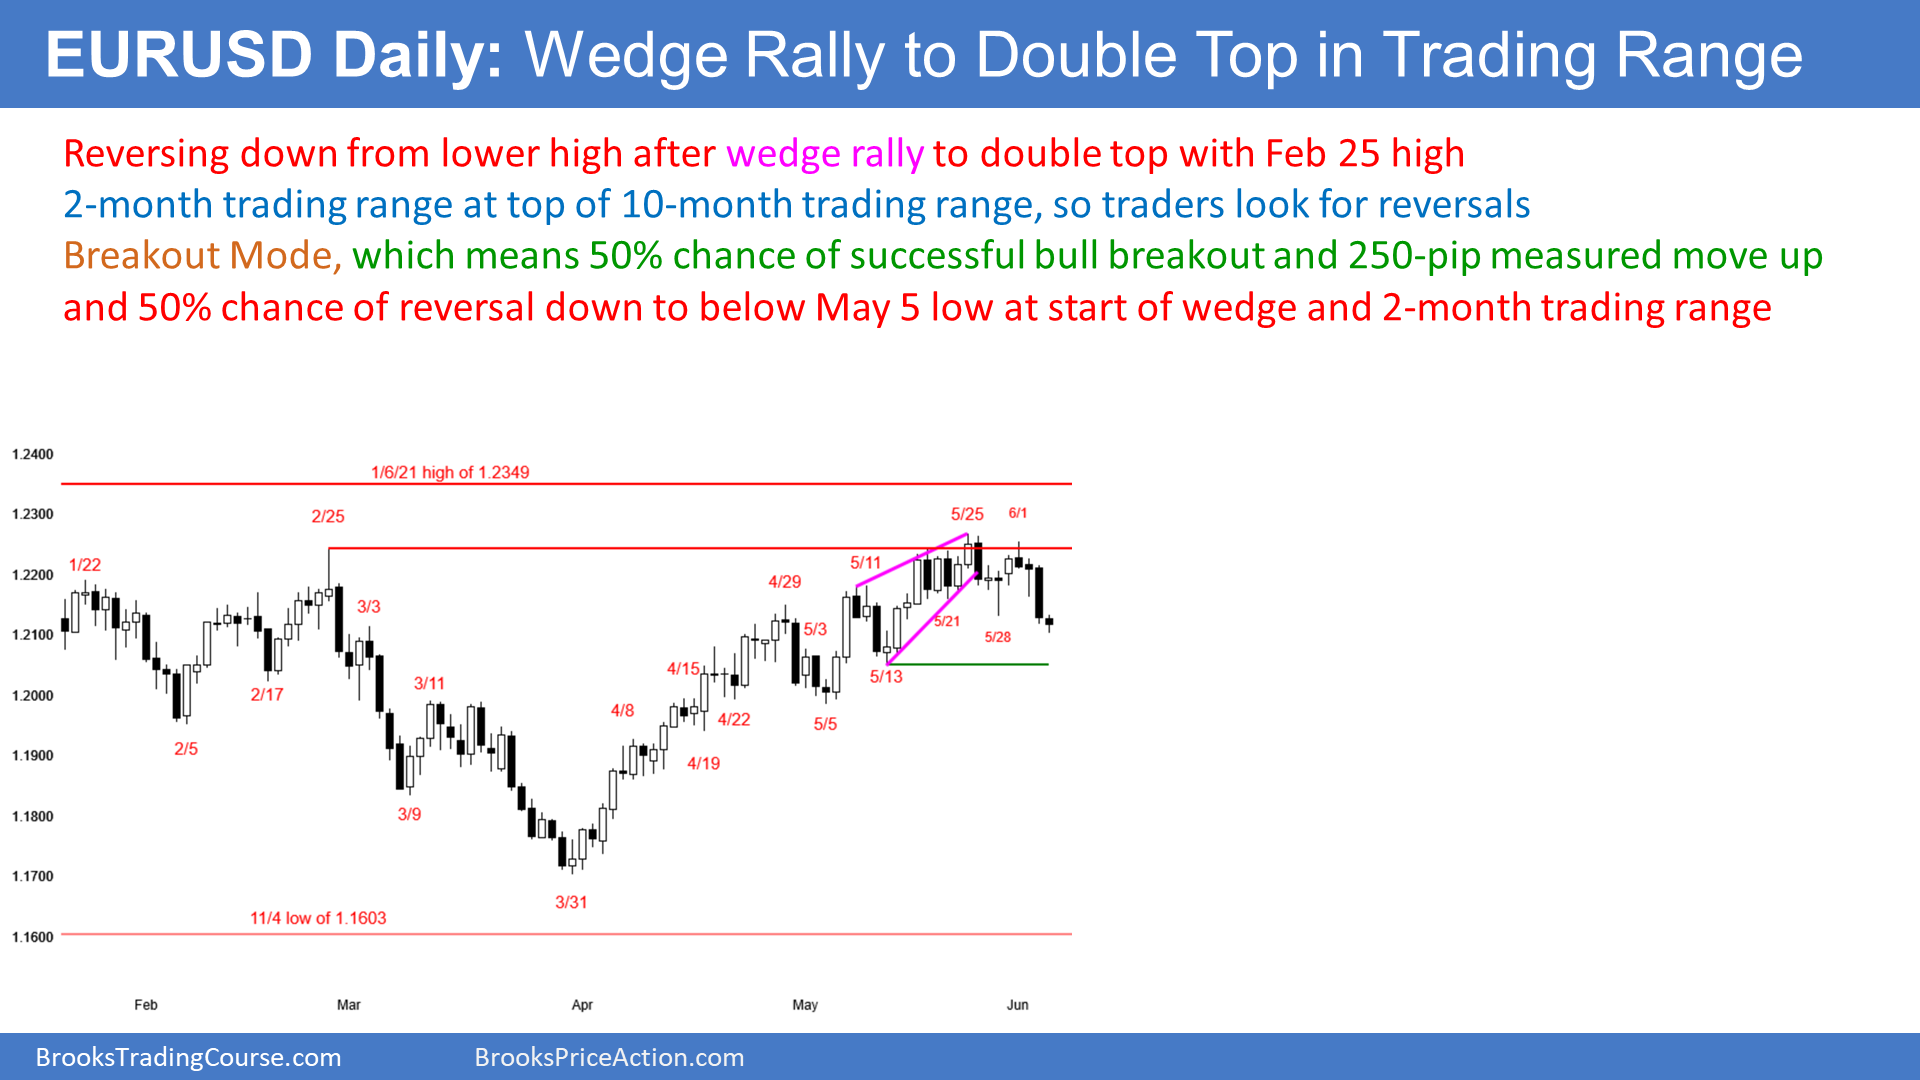 EURUSD Daily: Wedge Rally to Double Top in Trading Range
Reversing down from lower high after wedge rally to double top with Feb 25 high
2-month trading range at top of 10-month trading range, so traders look for reversals
Breakout Mode, which means 50% chance of successful bull breakout and 250-pip measured move up
and 50% chance of reversal down to below May 5 low at start of wedge and 2-month trading range
1.2400
1/6/21 high of 1.2349
1.2300
2/25
5/25
6/1
1/22
5/11
1.2200
4/29
3/3
1.2100
5/3
5/21
5/28
4/15
5/13
3/11
2/17
1.2000
4/8
4/22
5/5
2/5
1.1900
4/19
3/9
1.1800
1.1700
3/31
11/4 low of 1.1603
1.1600
Feb
Mar
Apr
May
Jun
BrooksTradingCourse.com
BrooksPriceAction.com